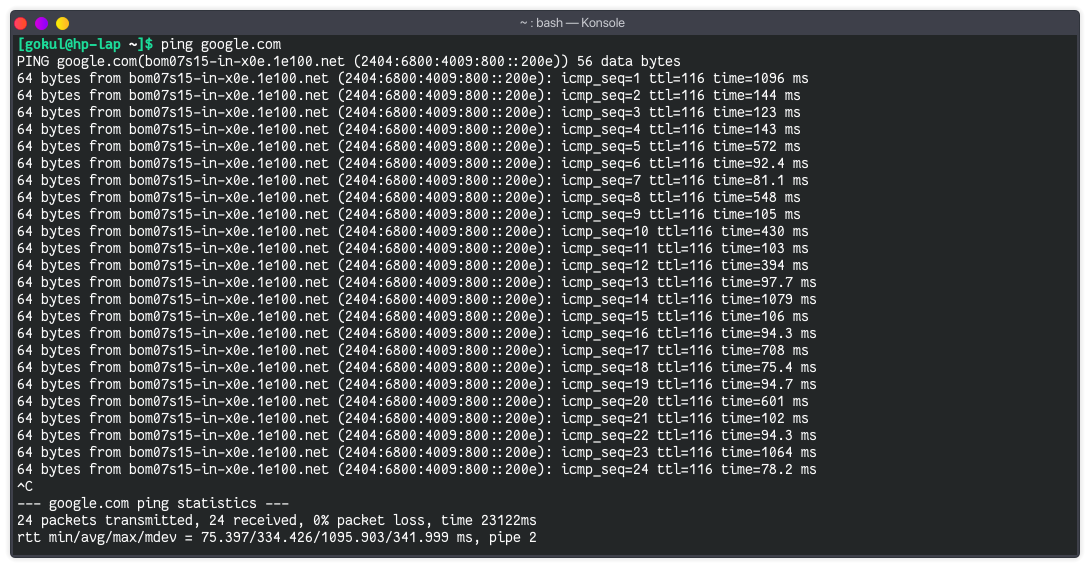 ~ : bash — Konsole
[gokul@hp-lap ~]$ ping google.com
PING google.com(bom07s15-in-x0e.1e100.net (2404:6800:4009:800::200e)) 56 data bytes
64 bytes from bom07s15-in-x0e.1e100.net (2404:6800:4009:800::200e): icmp_seq=1 ttl=116 time=1096 ms
64 bytes from bom07s15-in-x0e.1e100.net (2404:6800:4009:800::200e): icmp_seq=2 ttl=116 time=144 ms
64 bytes from bom07s15-in-x0e.1e100.net (2404:6800:4009:800::200e): icmp_seq=3 ttl=116 time=123 ms
64 bytes from bom07s15-in-x0e.1e100.net (2404:6800:4009:800::200e): icmp_seq=4 ttl=116 time=143 ms
64 bytes from bom07s15-in-x0e.1e100.net (2404:6800:4009:800::200e): icmp_seq=5 ttl=116 time=572 ms
64 bytes from bom07s15-in-x0e.1e100.net (2404:6800:4009:800::200e): icmp_seq=6 ttl=116 time=92.4 ms
64 bytes from bom07s15-in-x0e.1e100.net (2404:6800:4009:800::200e): icmp_seq=7 ttl=116 time=81.1 ms
64 bytes from bom07s15-in-x0e.1e100.net (2404:6800:4009:800::200e): icmp_seq=8 ttl=116 time=548 ms
64 bytes from bom07s15-in-x0e.1e100.net (2404:6800:4009:800::200e): icmp_seq=9 ttl=116 time=105 ms
64 bytes from bom07s15-in-x0e.1e100.net (2404:6800:4009:800::200e): icmp_seq=10 ttl=116 time=430 ms
64 bytes from bom07s15-in-x0e.1e100.net (2404:6800:4009:800::200e): icmp_seq=11 ttl=116 time=103 ms
64 bytes from bom07s15-in-x0e.1e100.net (2404:6800:4009:800::200e): icmp_seq=12 ttl=116 time=394 ms
64 bytes from bom07s15-in-x0e.1e100.net (2404:6800:4009:800::200e): icmp_seq=13 ttl=116 time=97.7 ms
64 bytes from bom07s15-in-x0e.1e100.net (2404:6800:4009:800::200e): icmp_seq=14 ttl=116 time=1079 ms
64 bytes from bom07s15-in-x0e.1e100.net (2404:6800:4009:800::200e): icmp_seq=15 ttl=116 time=106 ms
64 bytes from bom07s15-in-x0e.1e100.net (2404:6800:4009:800::200e): icmp_seq=16 ttl=116 time=94.3 ms
64 bytes from bom07s15-in-x0e.1e100.net (2404:6800:4009:800::200e): icmp_seq=17 ttl=116 time=708 ms
64 bytes from bom07s15-in-x0e.1e100.net (2404:6800:4009:800::200e): icmp_seq=18 ttl=116 time=75.4 ms
64 bytes from bom07s15-in-x0e.1e100.net (2404:6800:4009:800::200e): icmp_seq=19 ttl=116 time=94.7 ms
64 bytes from bom07s15-in-x0e.1e100.net (2404:6800:4009:800::200e): icmp_seq=20 ttl=116 time=601 ms
64 bytes from bom07s15-in-x0e.1e100.net (2404:6800:4009:800::200e): icmp_seq=21 ttl=116 time=102 ms
64 bytes from bom07s15-in-x0e.1e100.net (2404:6800:4009:800::200e): icmp_seq=22 ttl=116 time=94.3 ms
64 bytes from bom07s15-in-x0e.1e100.net (2404:6800:4009:800::200e): icmp_seq=23 ttl=116 time=1064 ms
64 bytes from bom07s15-in-x0e.1e100.net (2404:6800:4009:800::200e): icmp_seq=24 ttl=116 time=78.2 ms
^C
--- google.com ping statistics ---
24 packets transmitted, 24 received, 0% packet loss, time 23122ms
rtt min/avg/max/mdev = 75.397/334.426/1095.903/341.999 ms, pipe 2